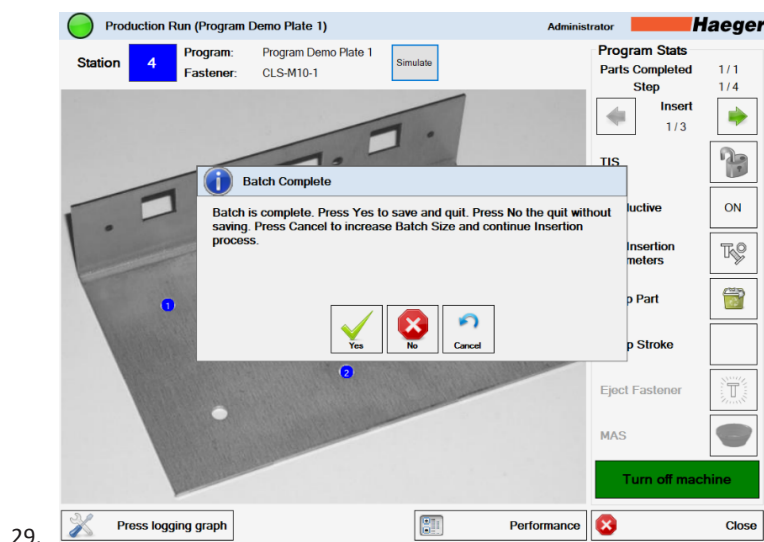 Production Run (Program Demo Plate 1)
Administrator
Haeger
Station
4
Program:
Program Demo Plate 1
Fastener:
CLS-M10-1
Simulate
Program Stats
Parts Completed
1 / 1
Step
1 / 4
Insert
1 / 3
TIS
Batch Complete
Batch is complete. Press Yes to save and quit. Press No the quit without
saving. Press Cancel to increase Batch Size and continue Insertion
process.
Yes
No
Cancel
ductive
ON
Insertion
meters
p Part
p Stroke
1
2
Eject Fastener
MAS
Turn off machine
Press logging graph
Performance
Close
29.